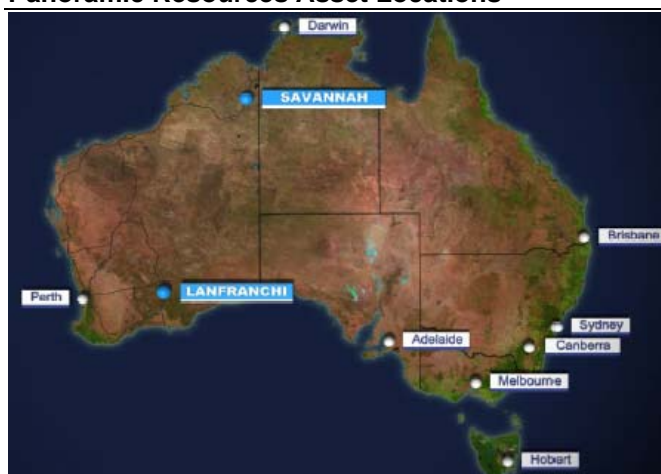 Panoramic Resources Asset Locations
Darwin
SAVANNAH
Brisbane
Perth
LANFRANCHI
Sydney
Adelaide
Canberra
Melbourne
Hobart